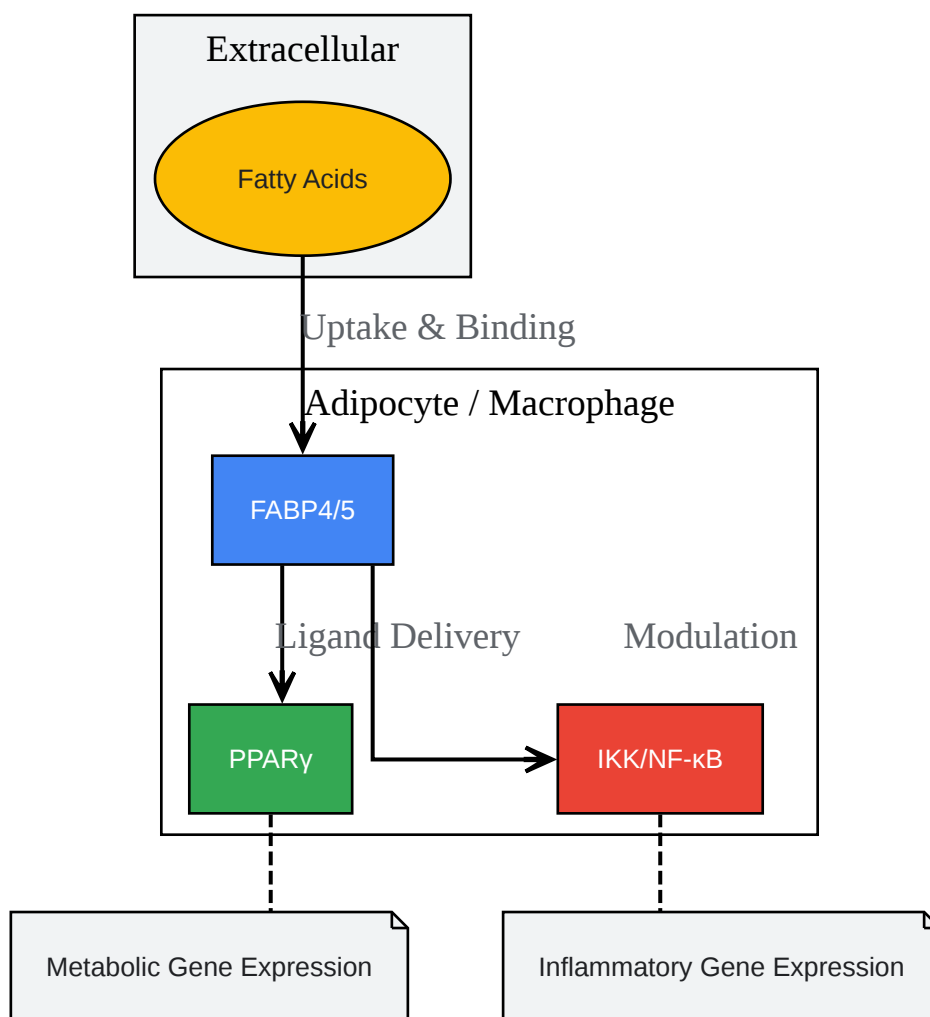 Extracellular
Fatty Acids
Uptake & Binding
Adipocyte / Macrophage
FABP4/5
Ligand Delivery
Modulation
PPARγ
IKK/NF-κB
Metabolic Gene Expression
Inflammatory Gene Expression